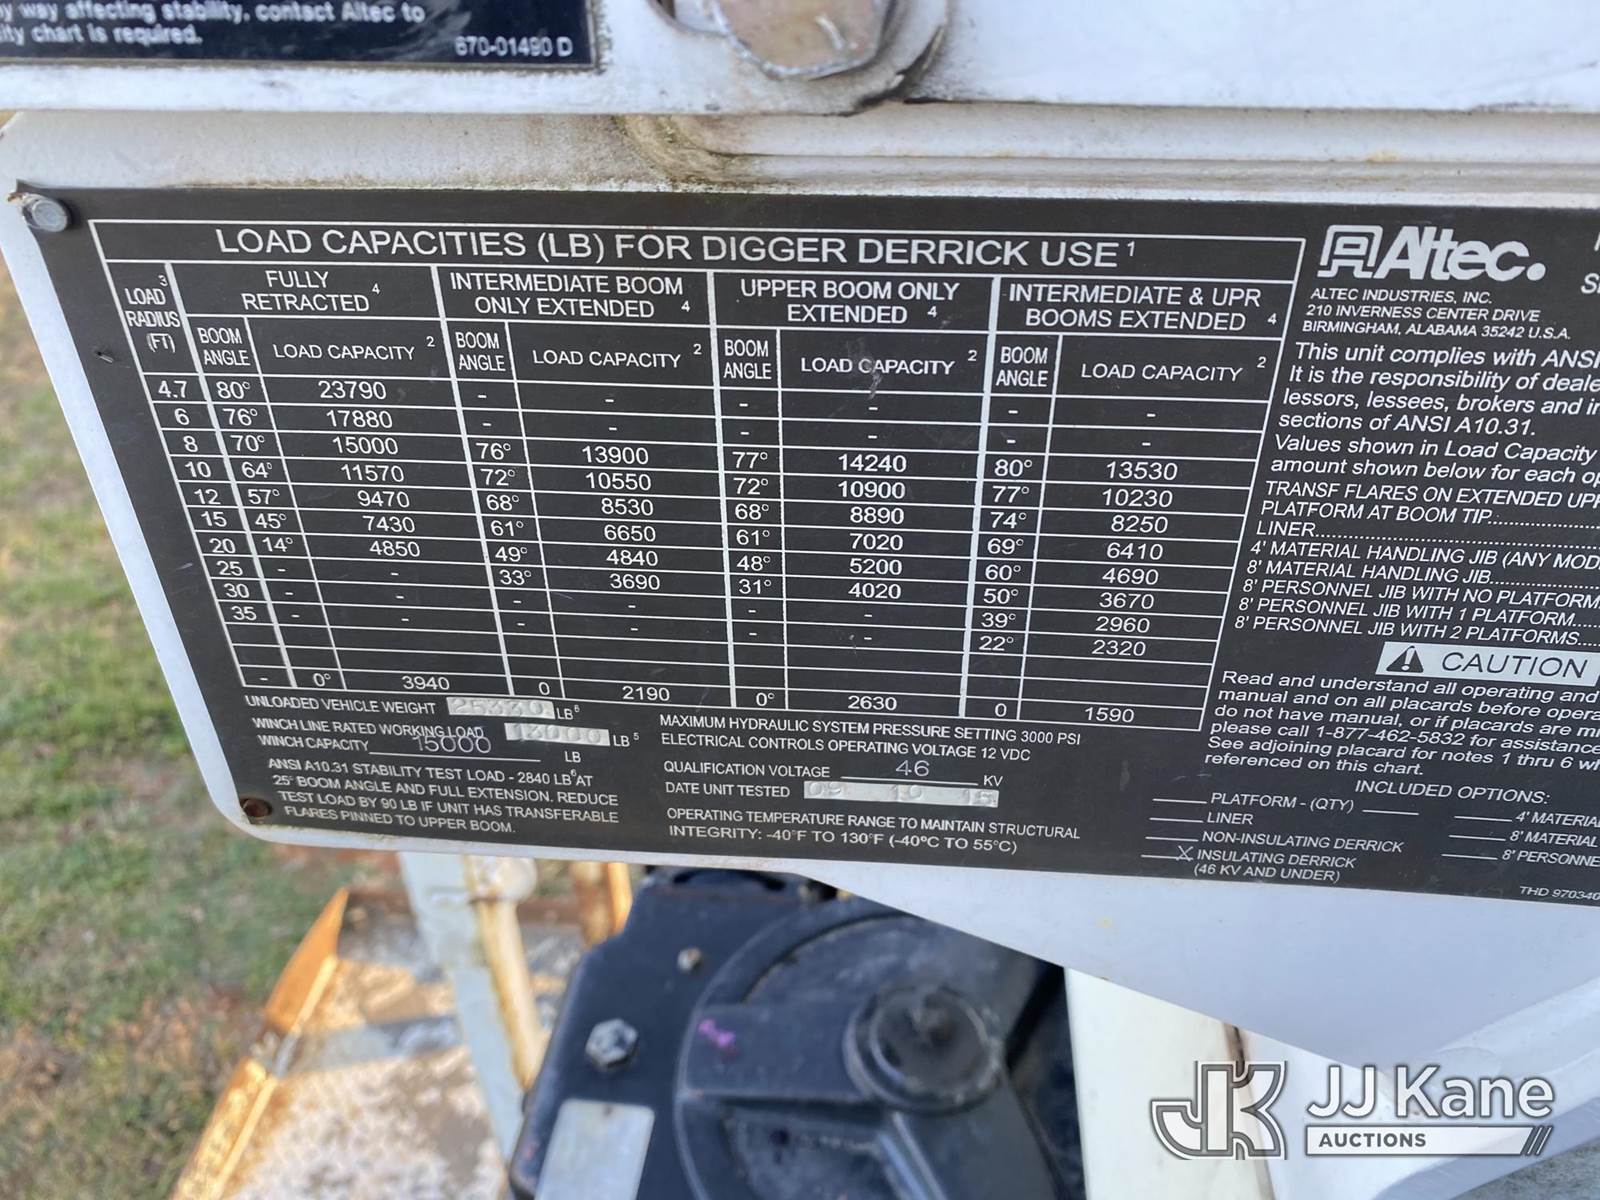 by way affecting stability, contact Altec to
ity chart is required.
670-01490 D
LOAD CAPACITIES (LB) FOR DIGGER DERRICK USE 1
LOAD 3 RADIUS (FT)
FULLY RETRACTED 4
INTERMEDIATE BOOM ONLY EXTENDED 4
UPPER BOOM ONLY EXTENDED 4
INTERMEDIATE & UPR BOOMS EXTENDED 4
BOOM ANGLE LOAD CAPACITY 2 BOOM ANGLE LOAD CAPACITY 2 BOOM ANGLE LOAD CAPACITY 2 BOOM ANGLE LOAD CAPACITY 2
4.7 80° 23790 - - - - - -
6 76° 17880 - - - - - -
8 70° 15000 76° 13900 77° 14240 80° 13530
10 64° 11570 72° 10550 72° 10900 77° 10230
12 57° 9470 68° 8530 68° 8890 74° 8250
15 45° 7430 61° 6650 61° 7020 69° 6410
20 14° 4850 49° 4840 48° 5200 60° 4690
25 - - 33° 3690 31° 4020 50° 3670
30 - - - - - - 39° 2960
35 - - - - - - 22° 2320
- 0° 3940 0 2190 0° 2630 0 1590
UNLOADED VEHICLE WEIGHT 25330 LB 6
WINCH LINE RATED WORKING LOAD 13000 LB 5
WINCH CAPACITY 15000 LB
ANSI A10.31 STABILITY TEST LOAD - 2840 LB 6 AT
25° BOOM ANGLE AND FULL EXTENSION. REDUCE
TEST LOAD BY 90 LB IF UNIT HAS TRANSFERABLE
FLARES PINNED TO UPPER BOOM.
MAXIMUM HYDRAULIC SYSTEM PRESSURE SETTING 3000 PSI
ELECTRICAL CONTROLS OPERATING VOLTAGE 12 VDC
QUALIFICATION VOLTAGE 46 KV
DATE UNIT TESTED 09 10 15
OPERATING TEMPERATURE RANGE TO MAINTAIN STRUCTURAL
INTEGRITY: -40°F TO 130°F (-40°C TO 55°C)
Altec.
ALTEC INDUSTRIES, INC.
210 INVERNESS CENTER DRIVE
BIRMINGHAM, ALABAMA 35242 U.S.A.
This unit complies with ANSI
It is the responsibility of deale
lessors, lessees, brokers and in
sections of ANSI A10.31.
Values shown in Load Capacity
amount shown below for each op
TRANSF FLARES ON EXTENDED UPP
PLATFORM AT BOOM TIP
LINER
4' MATERIAL HANDLING JIB (ANY MOD
8' MATERIAL HANDLING JIB
8' PERSONNEL JIB WITH NO PLATFORM
8' PERSONNEL JIB WITH 1 PLATFORM
8' PERSONNEL JIB WITH 2 PLATFORMS
CAUTION
Read and understand all operating and
manual and on all placards before opera
do not have manual, or if placards are mi
please call 1-877-462-5832 for assistance
See adjoining placard for notes 1 thru 6 wh
referenced on this chart.
INCLUDED OPTIONS:
PLATFORM - (QTY)
LINER
NON-INSULATING DERRICK
X INSULATING DERRICK
(46 KV AND UNDER)
4' MATERIA
8' MATERIAL
8' PERSONNE
THD 970340
JJ Kane
AUCTIONS